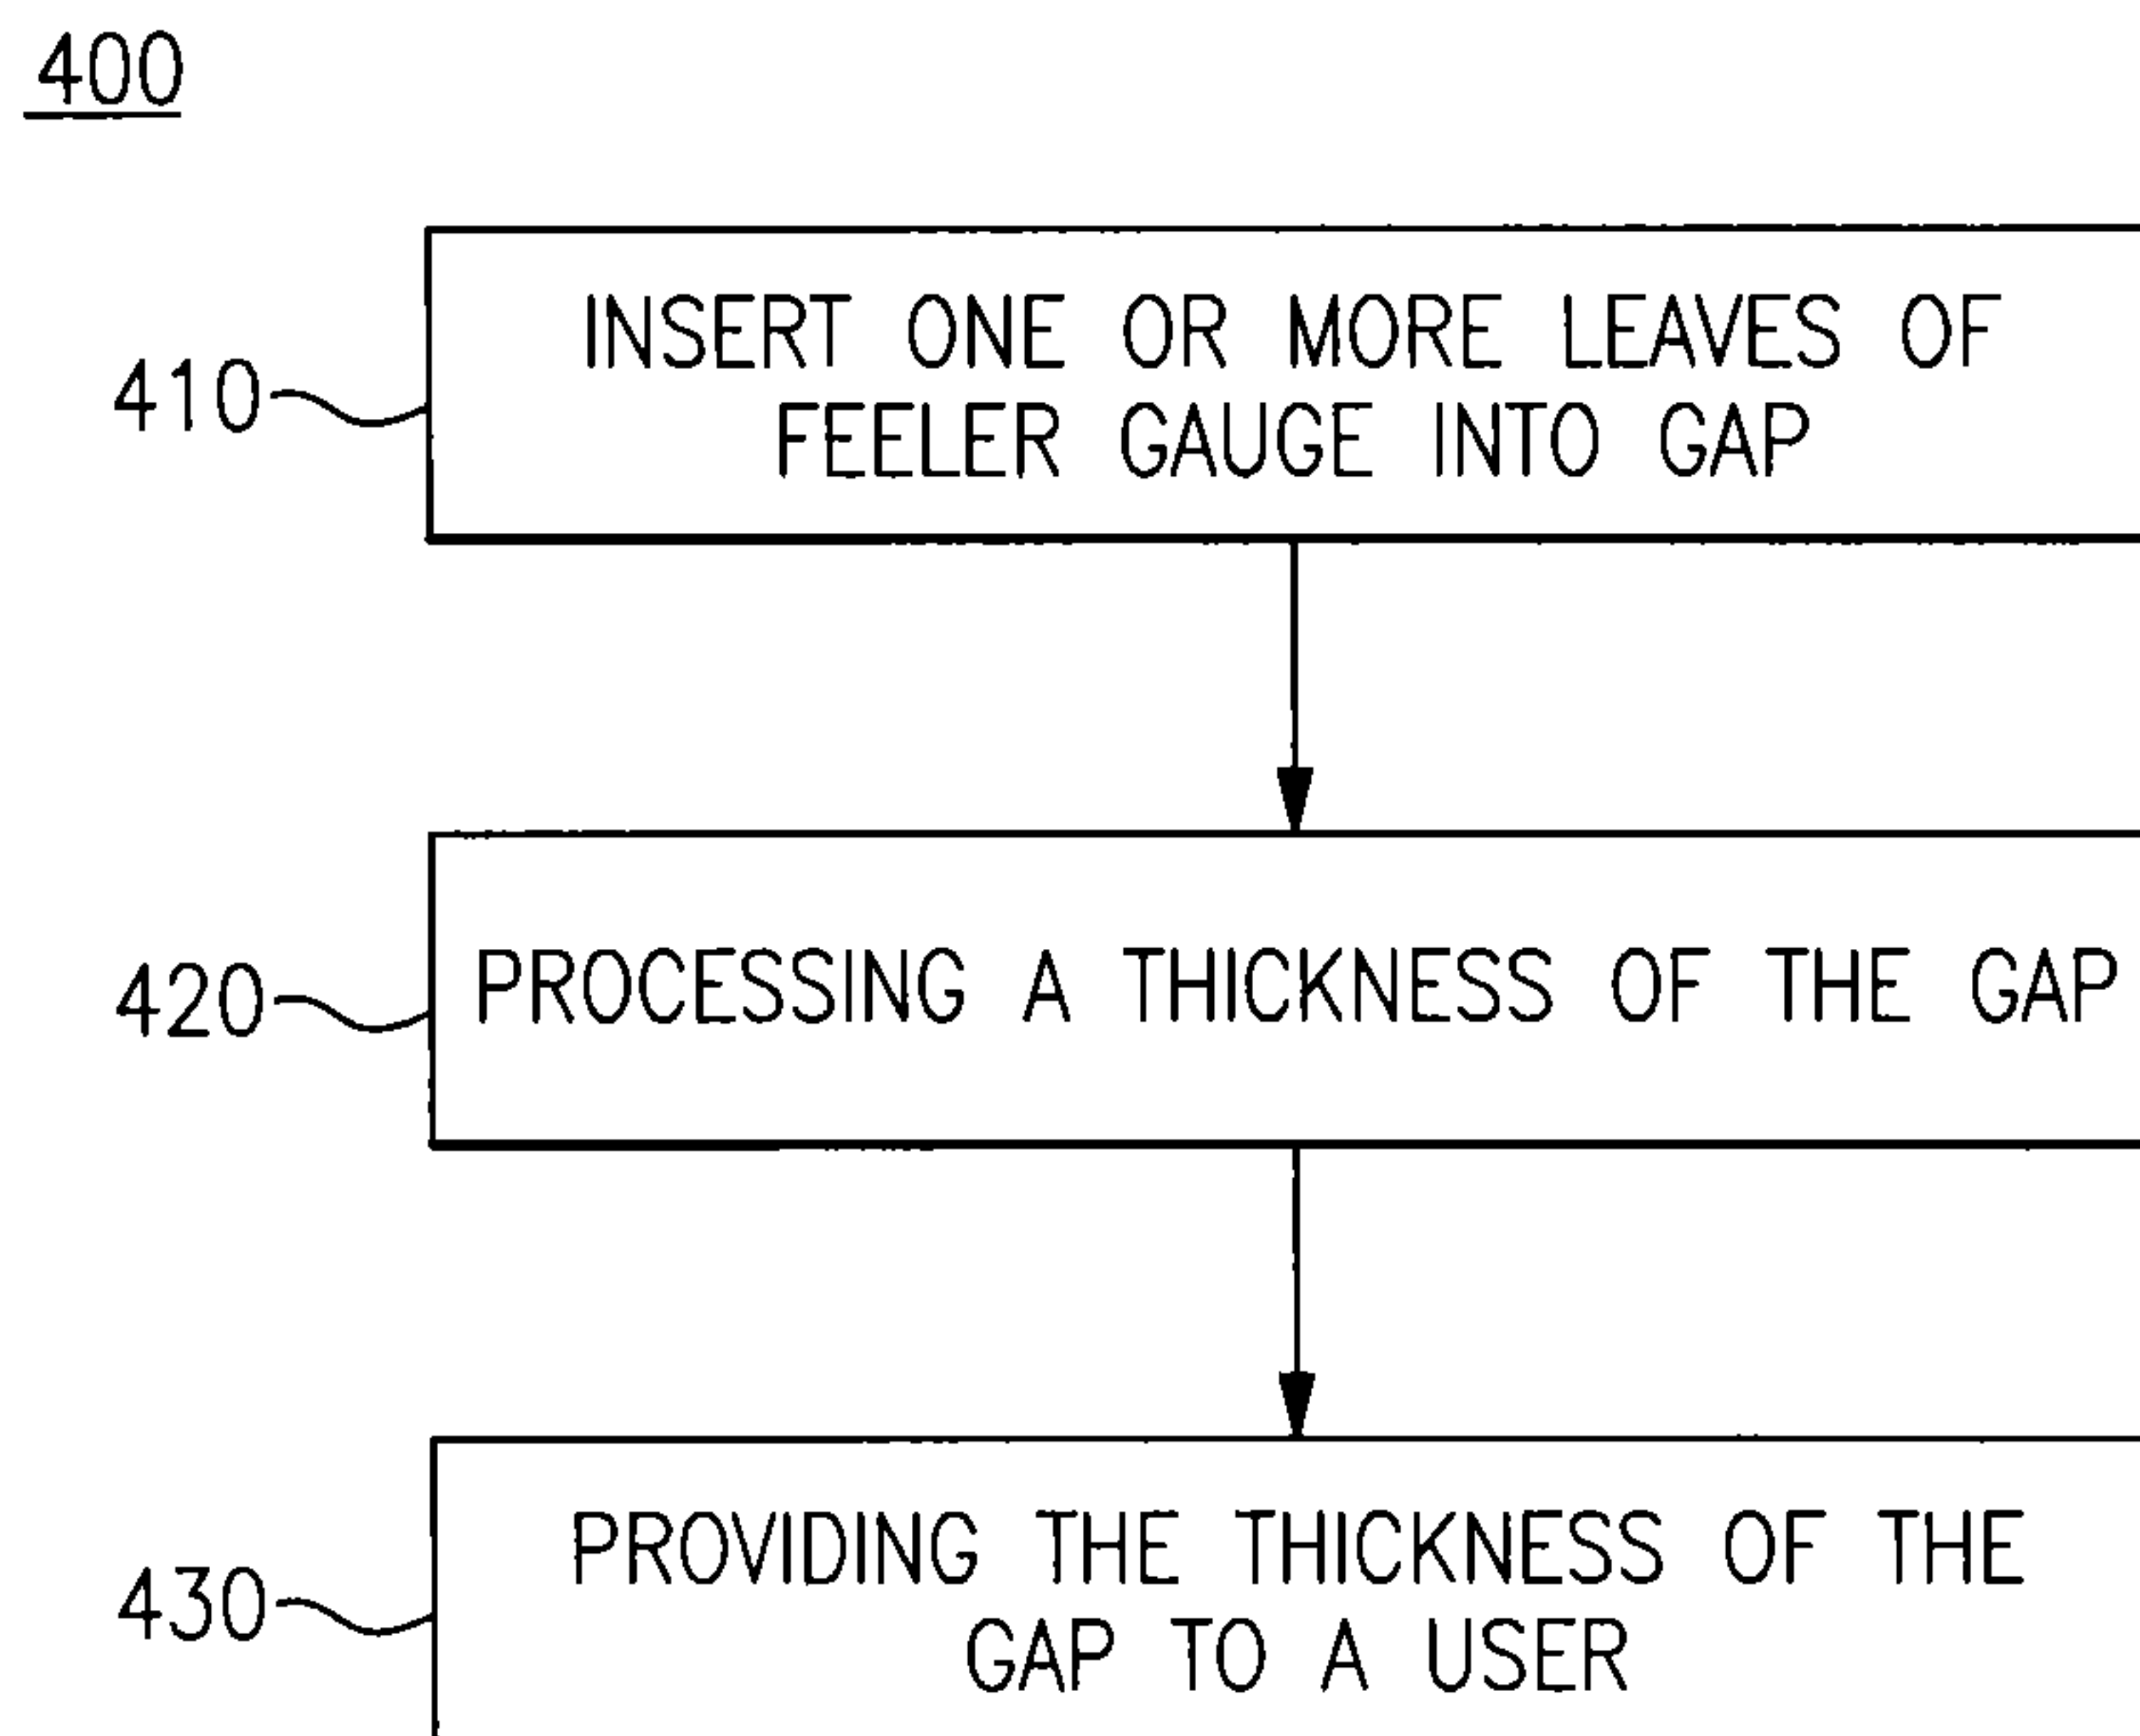 400
410
INSERT ONE OR MORE LEAVES OF
FEELER GAUGE INTO GAP
420
PROCESSING A THICKNESS OF THE GAP
430
PROVIDING THE THICKNESS OF THE
GAP TO A USER